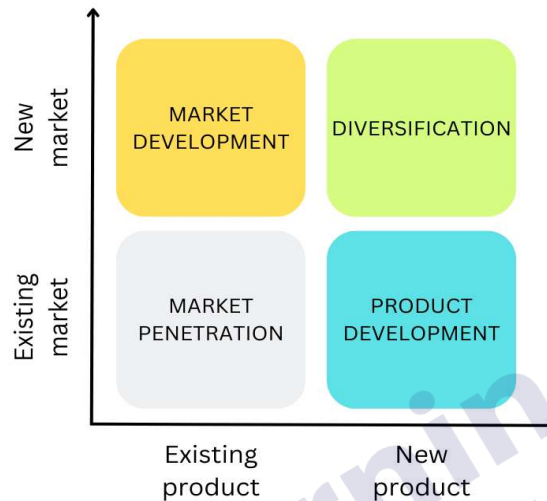 New
market
MARKET
DEVELOPMENT
DIVERSIFICATION
Existing
market
MARKET
PENETRATION
PRODUCT
DEVELOPMENT
Existing
product
New
product